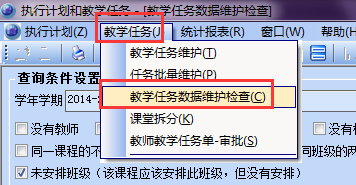 执行计划和教学任务 - [教学任务数据维护检查]
执行计划(Z) 教学任务(J) 统计报表(R) 窗口(W) 帮助(H)
教学任务维护(T)
任务批量维护(P)
教学任务数据维护检查(C)
课堂拆分(K)
教师教学任务单-审批(S)
查询条件设置
学年学期 2014-
没有教师
没有
同一课程的不
同班级的两
未安排班级（该课程应该安排此班级，但没有安排）